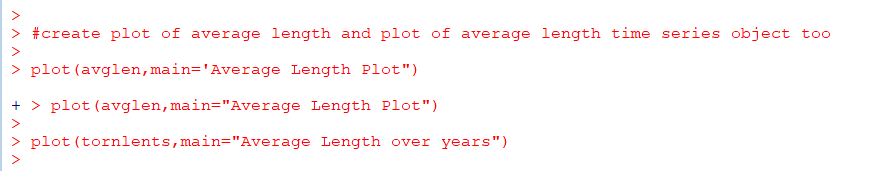 >
> #create plot of average length and plot of average length time series object too
>
> plot(avglen,main='Average Length Plot")
+ > plot(avglen,main="Average Length Plot")
>
> plot(tornlents,main="Average Length over years")
>